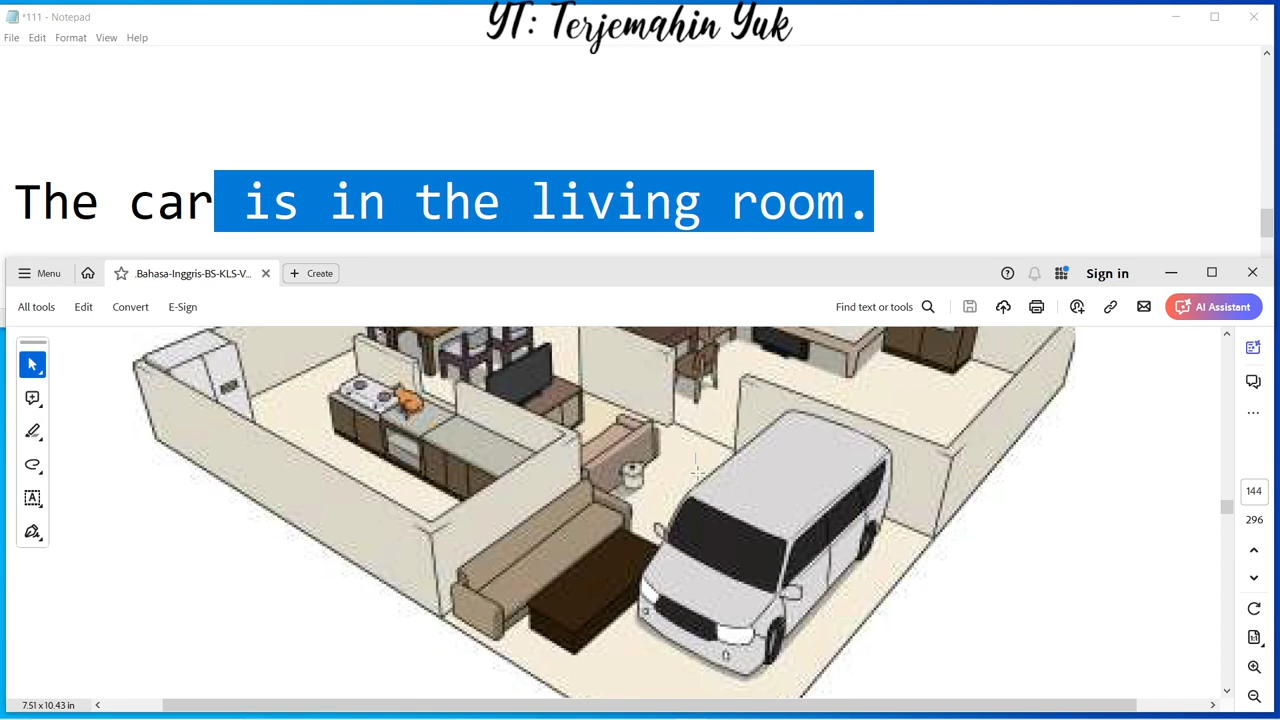 *111 - Notepad
YT: Terjemahin Yuk
File Edit Format View Help
The car is in the living room.
Menu
.Bahasa-Inggris-BS-KLS-V...
Create
Sign in
All tools Edit Convert E-Sign
Find text or tools
AI Assistant
144
296
7.51 x 10.43 in